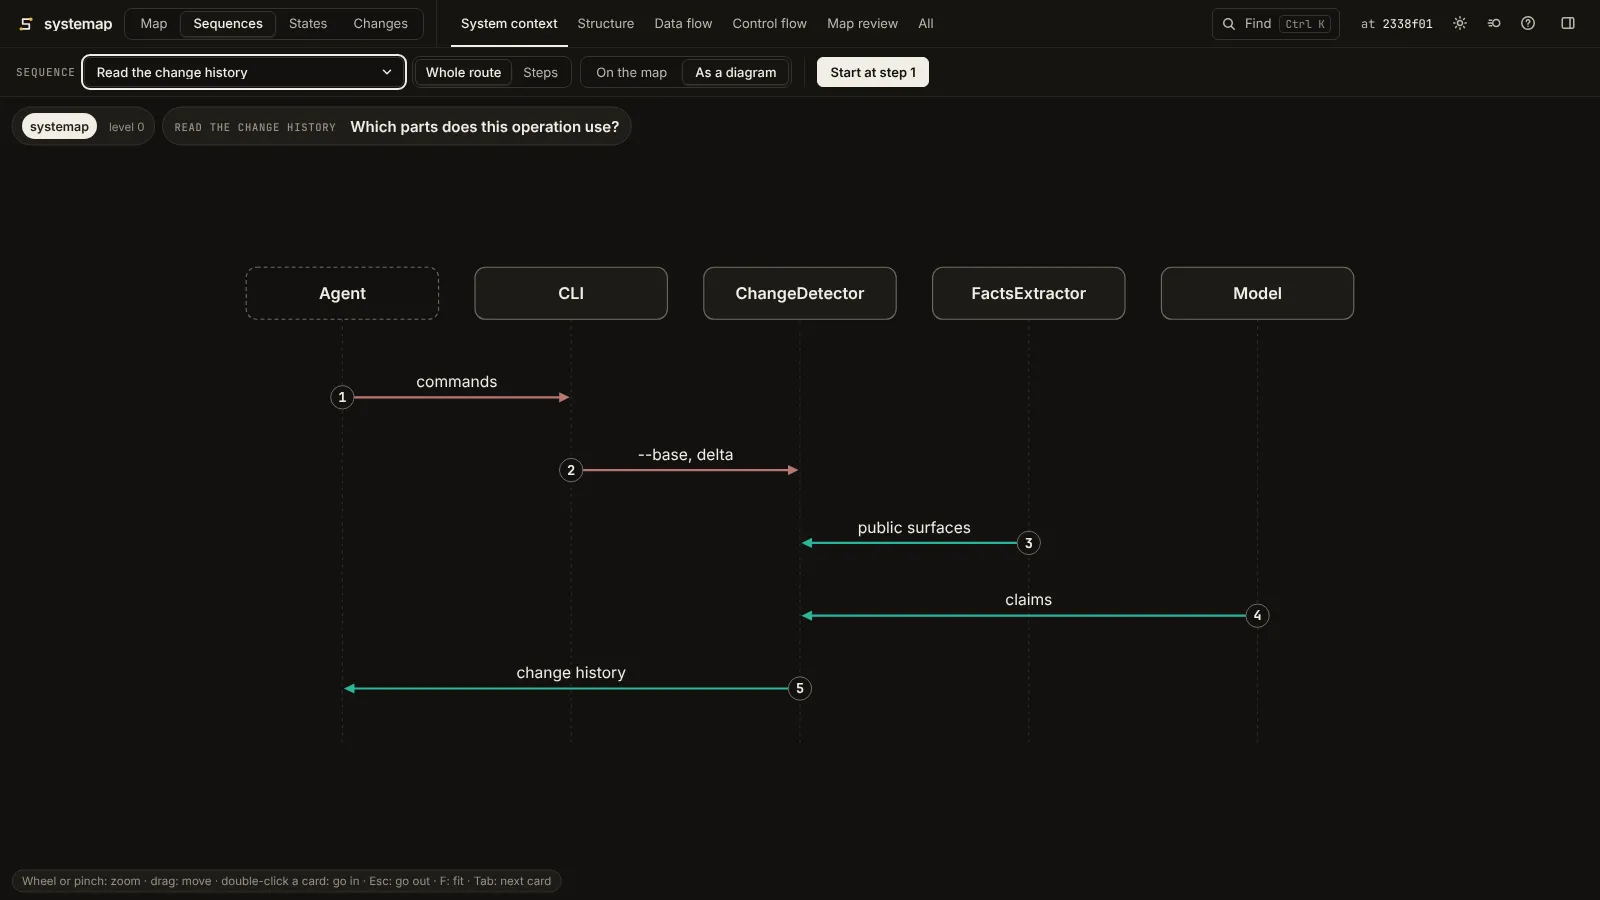 systemap Map Sequences States Changes System context Structure Data flow Control flow Map review All Find Ctrl K at 2338f01
SEQUENCE Read the change history Whole route Steps On the map As a diagram Start at step 1
systemap level 0 READ THE CHANGE HISTORY Which parts does this operation use?
Agent CLI ChangeDetector FactsExtractor Model
commands
1
--base, delta
2
public surfaces
3
claims
4
change history
5
Wheel or pinch: zoom · drag: move · double-click a card: go in · Esc: go out · F: fit · Tab: next card